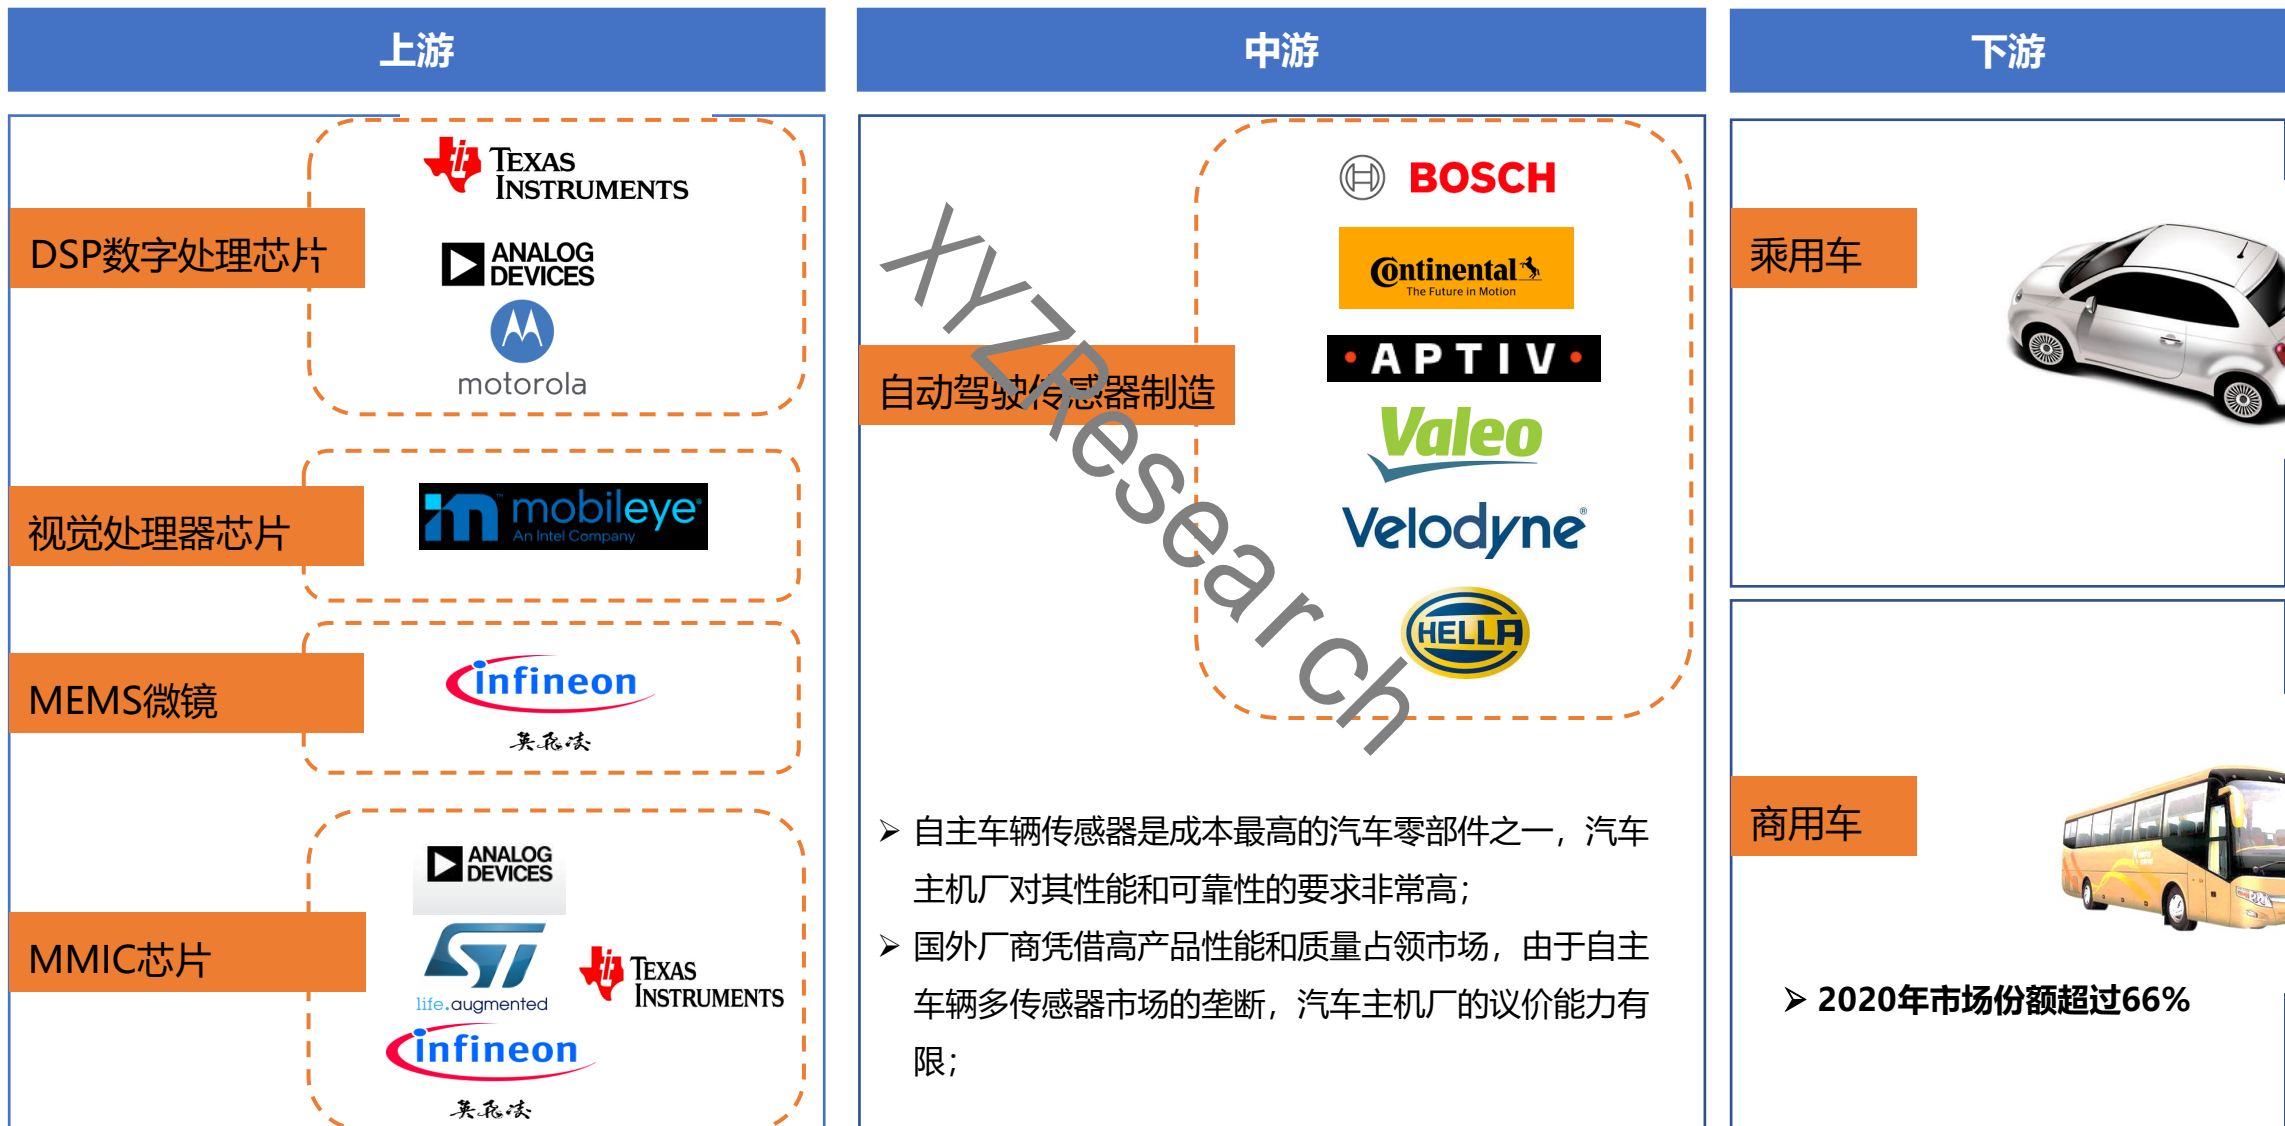 上游
中游
下游
DSP数字处理芯片
TEXAS
INSTRUMENTS
ANALOG
DEVICES
motorola
视觉处理器芯片
mobileye
An Intel Company
MEMS微镜
infineon
英飞凌
MMIC芯片
ANALOG
DEVICES
ST
life.augmented
TEXAS
INSTRUMENTS
infineon
英飞凌
自动驾驶传感器制造
BOSCH
Continental
The Future in Motion
APTIV
Valeo
Velodyne
HELLA
XYZResearch
➢ 自主车辆传感器是成本最高的汽车零部件之一，汽车
主机厂对其性能和可靠性的要求非常高；
➢ 国外厂商凭借高产品性能和质量占领市场，由于自主
车辆多传感器市场的垄断，汽车主机厂的议价能力有
限；
乘用车
商用车
➢ 2020年市场份额超过66%